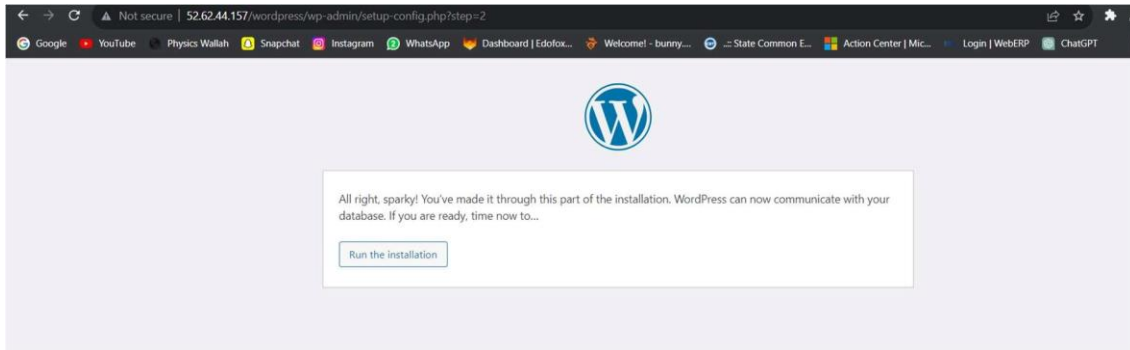 Not secure | 52.62.44.157/wordpress/wp-admin/setup-config.php?step=2
Google YouTube Physics Wallah Snapchat Instagram WhatsApp Dashboard | Edofox... Welcome! - bunny.... ..:: State Common E... Action Center | Mic... Login | WebERP ChatGPT
W
All right, sparky! You've made it through this part of the installation. WordPress can now communicate with your
database. If you are ready, time now to...
Run the installation